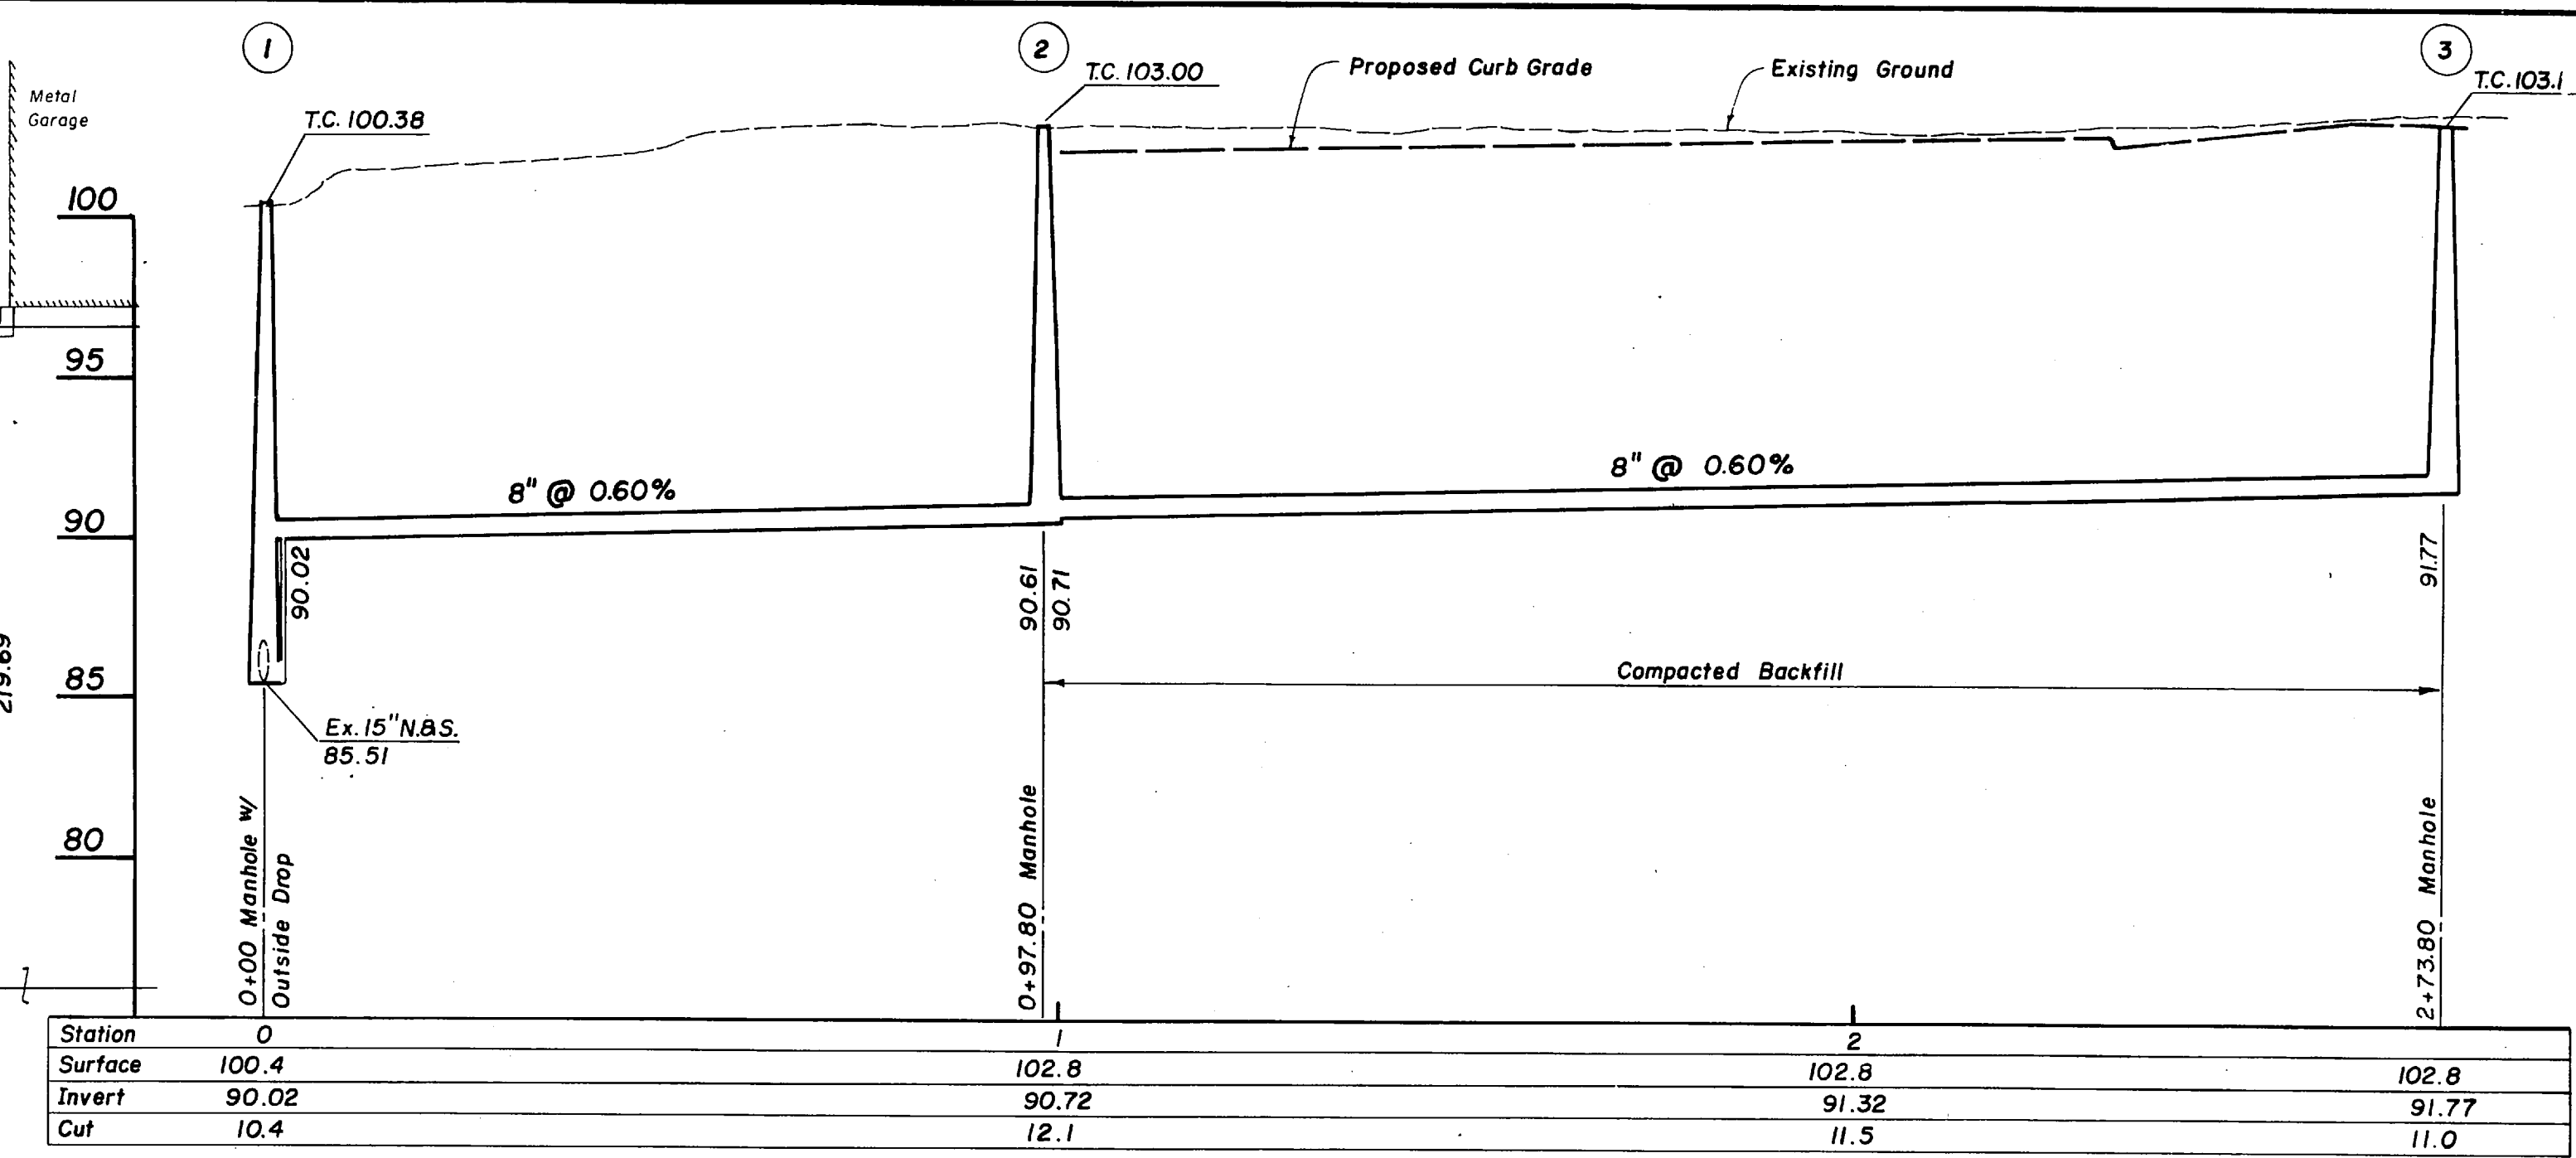 1
2
3
Metal
Garage
T.C. 100.38
T.C. 103.00
Proposed Curb Grade
Existing Ground
T.C. 103.1
100
95
90
85
80
8" @ 0.60%
8" @ 0.60%
90.02
90.61
90.71
91.77
219.69
Compacted Backfill
Ex. 15" N.&S.
85.51
0+00 Manhole w/
Outside Drop
0+97.80 Manhole
2+73.80 Manhole
Station 0 1 2
Surface 100.4 102.8 102.8 102.8
Invert 90.02 90.72 91.32 91.77
Cut 10.4 12.1 11.5 11.0